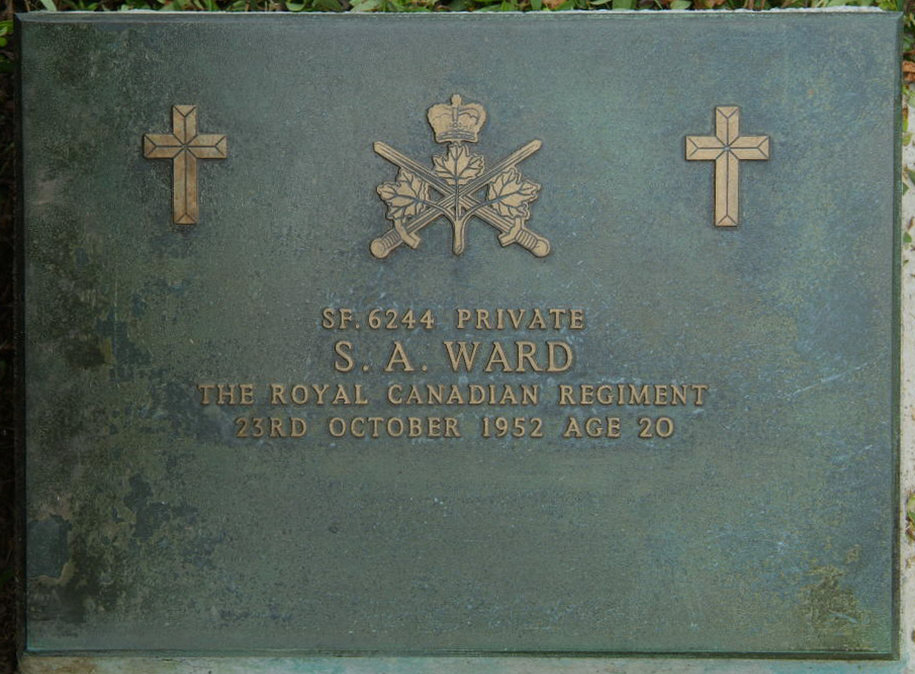 SF. 6244 PRIVATE
S. A. WARD
THE ROYAL CANADIAN REGIMENT
23RD OCTOBER 1952 AGE 20